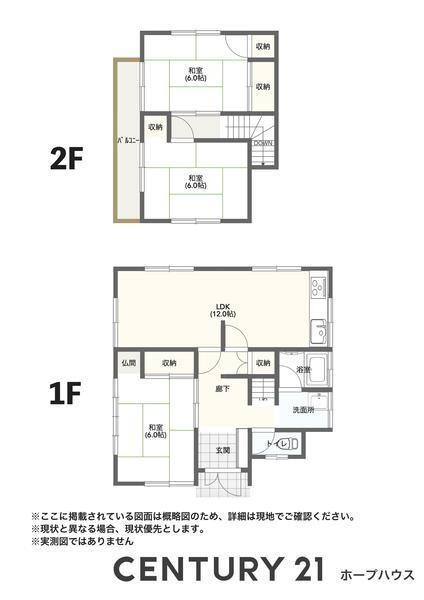 収納
和室
(6.0帖)
収納
収納
バルコニー
DOWN
2F
和室
(6.0帖)
LDK
(12.0帖)
仏間
収納
収納
浴室
1F
廊下
洗面所
和室
(6.0帖)
トイレ
玄関
※ここに掲載されている図面は概略図のため、詳細は現地でご確認ください。
※現状と異なる場合、現状優先とします。
※実測図ではありません
CENTURY 21 ホープハウス